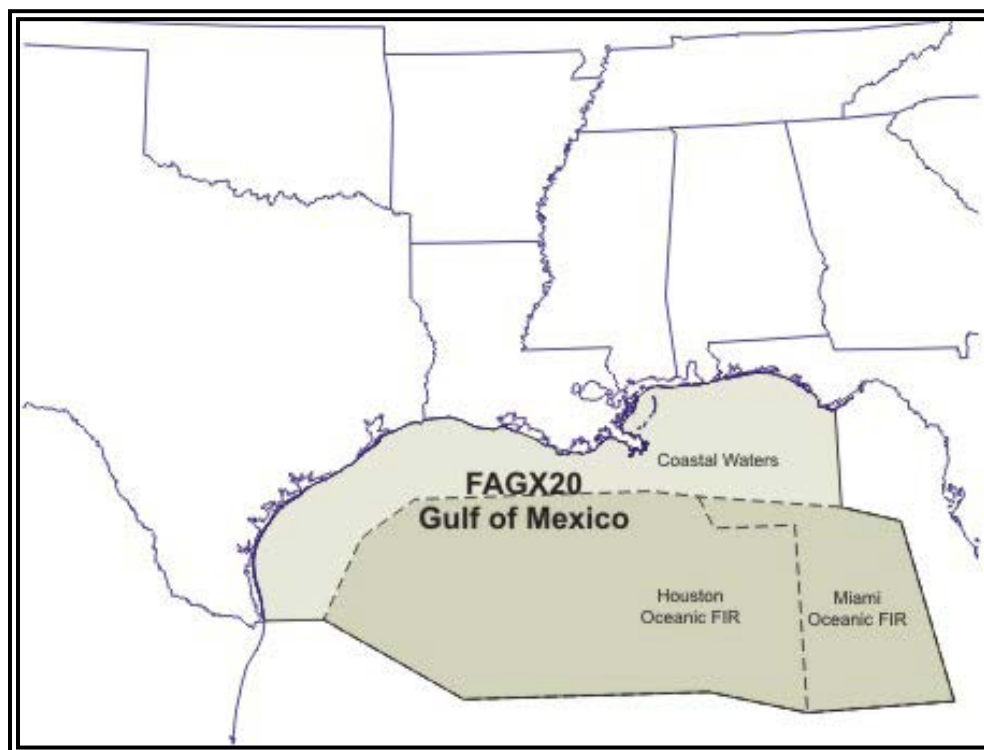 Coastal Waters
FAGX20
Gulf of Mexico
Houston
Oceanic FIR
Miami
Oceanic FIR